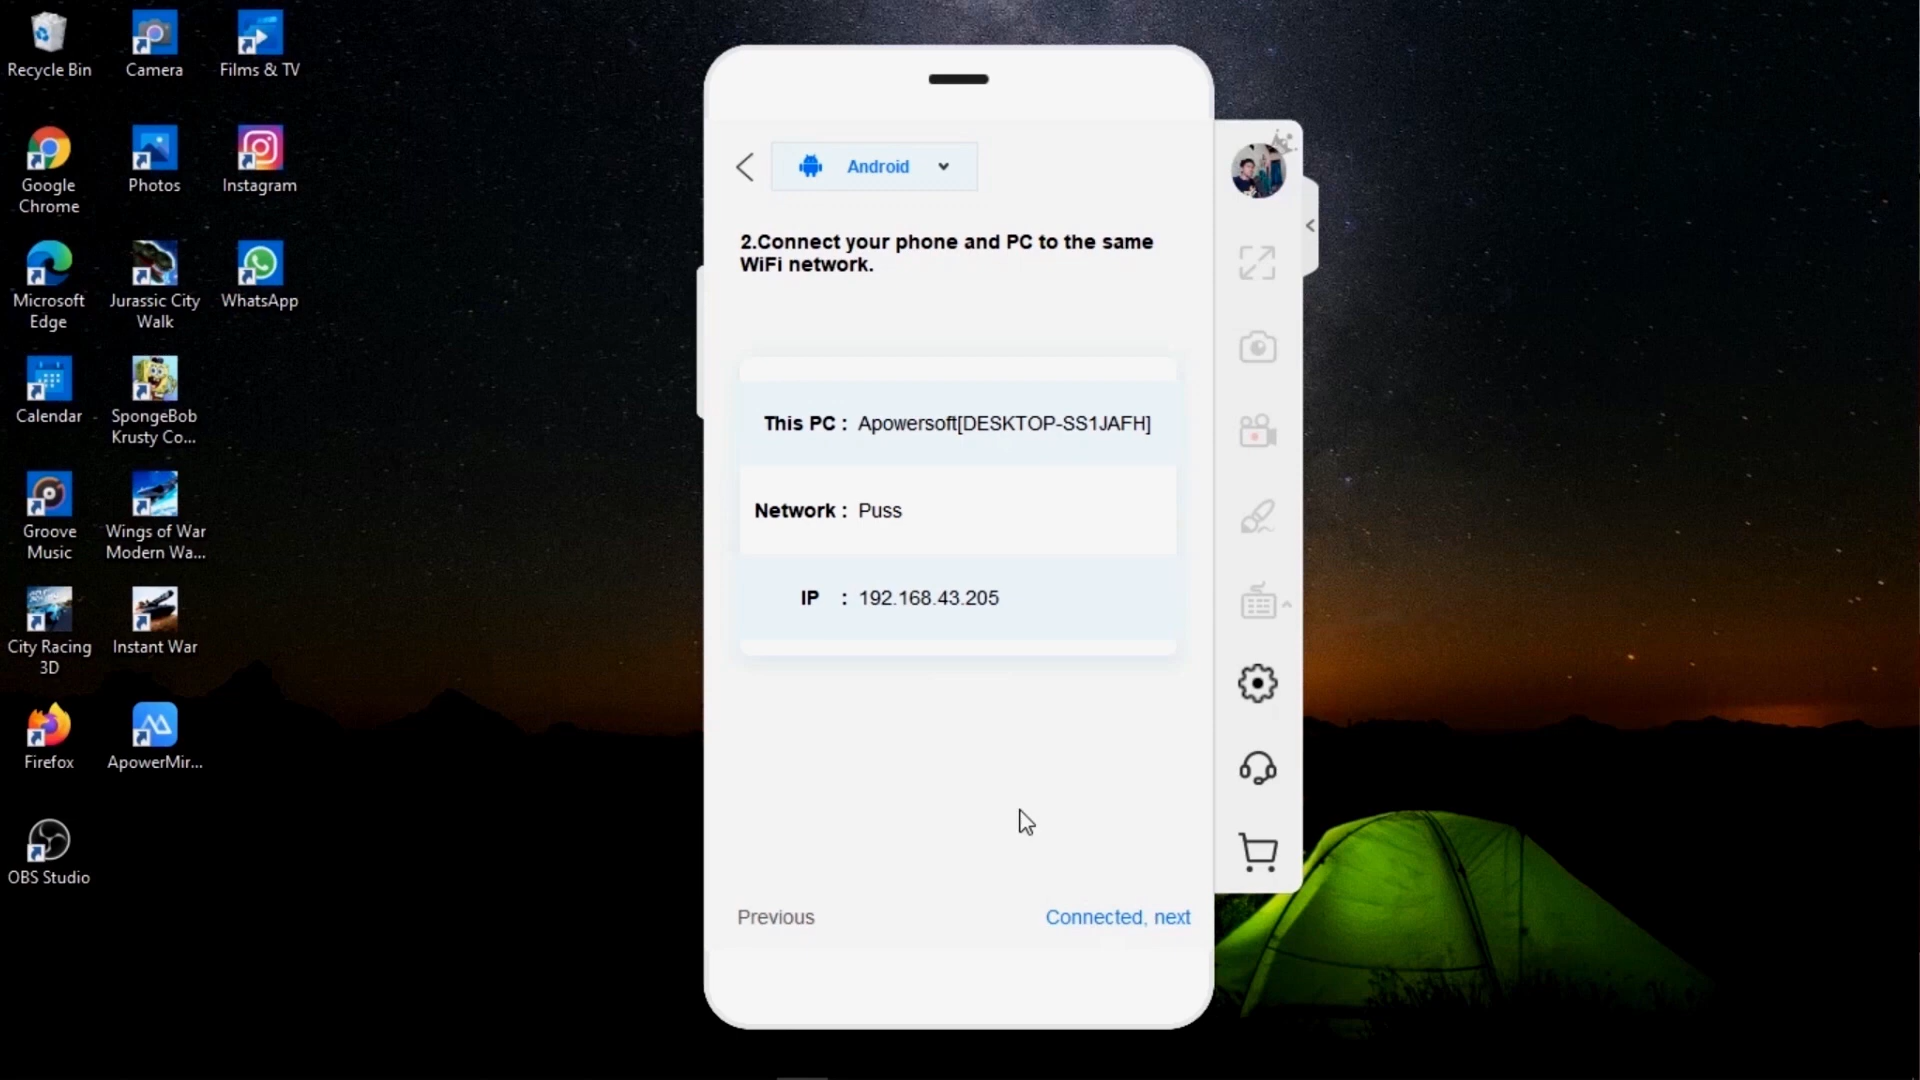 Recycle Bin
Camera
Films & TV
Google
Chrome
Photos
Instagram
Microsoft
Edge
Jurassic City
Walk
WhatsApp
Calendar
SpongeBob
Krusty Co...
Groove
Music
Wings of War
Modern Wa...
City Racing
3D
Instant War
Firefox
ApowerMir...
OBS Studio
Android
2.Connect your phone and PC to the same
WiFi network.
This PC : Apowersoft[DESKTOP-SS1JAFH]
Network : Puss
IP : 192.168.43.205
Previous
Connected, next